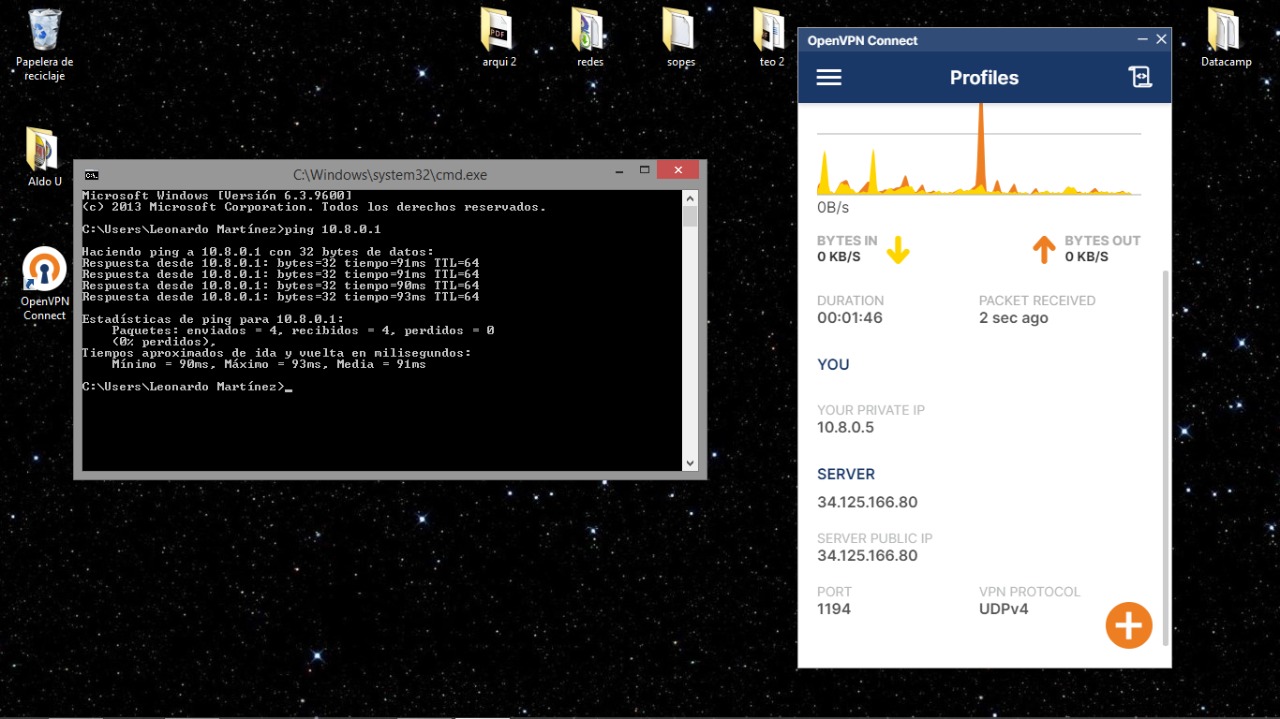 Papelera de
reciclaje
arqui 2
redes
sopes
teo 2
Datacamp
Aldo U
OpenVPN
Connect
PDF
C:\Windows\system32\cmd.exe
Microsoft Windows [Versión 6.3.9600]
(c) 2013 Microsoft Corporation. Todos los derechos reservados.
C:\Users\Leonardo Martínez>ping 10.8.0.1
Haciendo ping a 10.8.0.1 con 32 bytes de datos:
Respuesta desde 10.8.0.1: bytes=32 tiempo=91ms TTL=64
Respuesta desde 10.8.0.1: bytes=32 tiempo=91ms TTL=64
Respuesta desde 10.8.0.1: bytes=32 tiempo=90ms TTL=64
Respuesta desde 10.8.0.1: bytes=32 tiempo=93ms TTL=64
Estadísticas de ping para 10.8.0.1:
Paquetes: enviados = 4, recibidos = 4, perdidos = 0
(0% perdidos),
Tiempos aproximados de ida y vuelta en milisegundos:
Mínimo = 90ms, Máximo = 93ms, Media = 91ms
C:\Users\Leonardo Martínez>_
OpenVPN Connect
Profiles
0B/s
BYTES IN
0 KB/S
BYTES OUT
0 KB/S
DURATION
00:01:46
PACKET RECEIVED
2 sec ago
YOU
YOUR PRIVATE IP
10.8.0.5
SERVER
34.125.166.80
SERVER PUBLIC IP
34.125.166.80
PORT
1194
VPN PROTOCOL
UDPv4